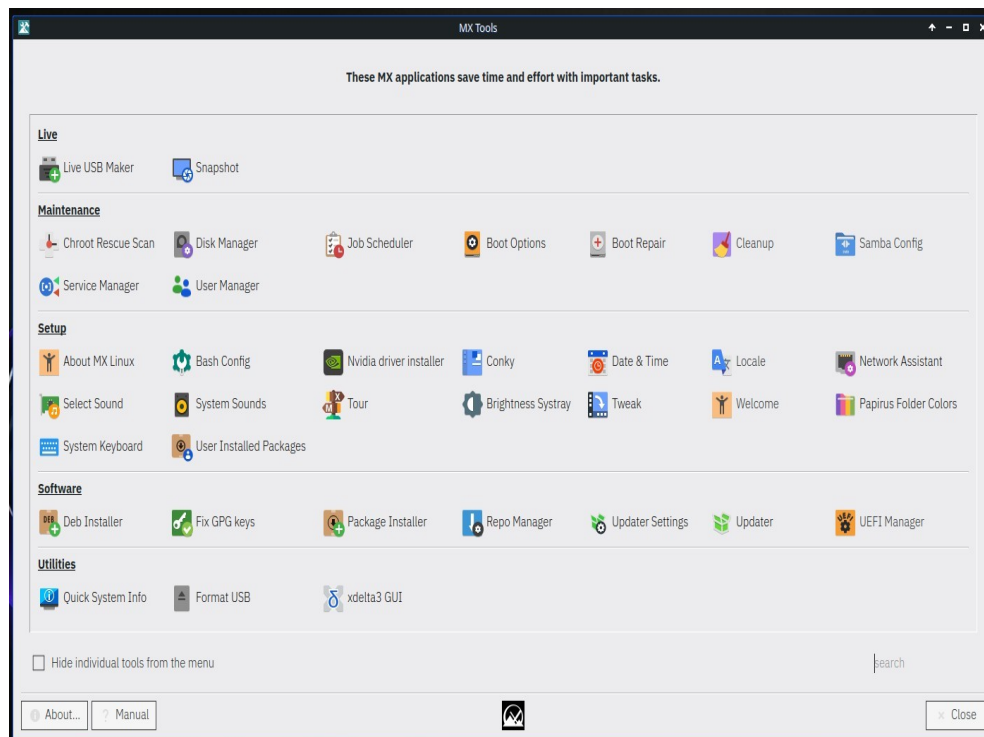 MX Tools
These MX applications save time and effort with important tasks.
Live
Live USB Maker Snapshot
Maintenance
Chroot Rescue Scan Disk Manager Job Scheduler Boot Options Boot Repair Cleanup Samba Config
Service Manager User Manager
Setup
About MX Linux Bash Config Nvidia driver installer Conky Date & Time Locale Network Assistant
Select Sound System Sounds Tour Brightness Systray Tweak Welcome Papirus Folder Colors
System Keyboard User Installed Packages
Software
Deb Installer Fix GPG keys Package Installer Repo Manager Updater Settings Updater UEFI Manager
Utilities
Quick System Info Format USB xdelta3 GUI
Hide individual tools from the menu search
About... ? Manual Close